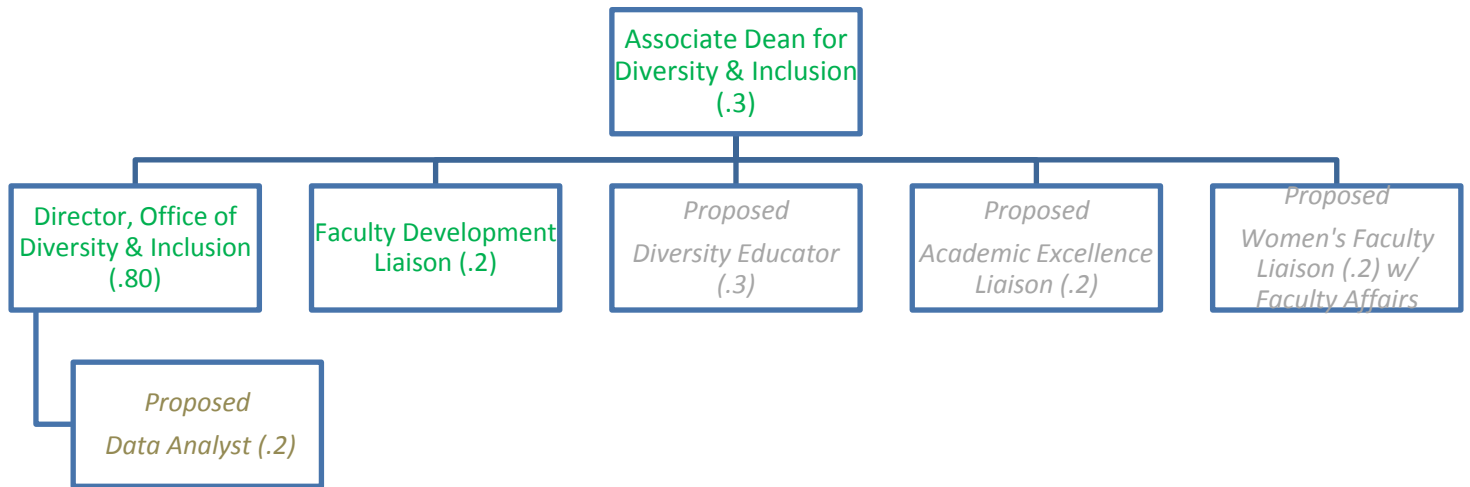 Associate Dean for
Diversity & Inclusion
(.3)
Director, Office of
Diversity & Inclusion
(.80)
Faculty Development
Liaison (.2)
Proposed
Diversity Educator
(.3)
Proposed
Academic Excellence
Liaison (.2)
Proposed
Women's Faculty
Liaison (.2) w/
Faculty Affairs
Proposed
Data Analyst (.2)